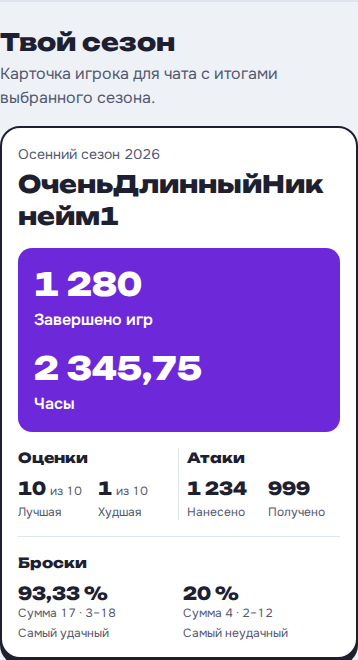 Твой сезон
Карточка игрока для чата с итогами
выбранного сезона.
Осенний сезон 2026
ОченьДлинныйНик
нейм1
1 280
Завершено игр
2 345,75
Часы
Оценки
10 из 10 1 из 10
Лучшая Худшая
Атаки
1 234 999
Нанесено Получено
Броски
93,33 % 20 %
Сумма 17 · 3–18 Сумма 4 · 2–12
Самый удачный Самый неудачный